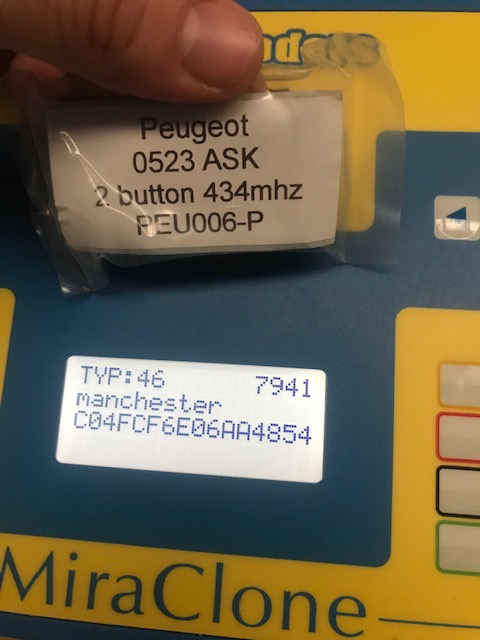 Peugeot
0523 ASK
2 button 434mhz
PEU006-P
TYP:46 7941
manchester
C04FCF6E06AA4854
MiraClone